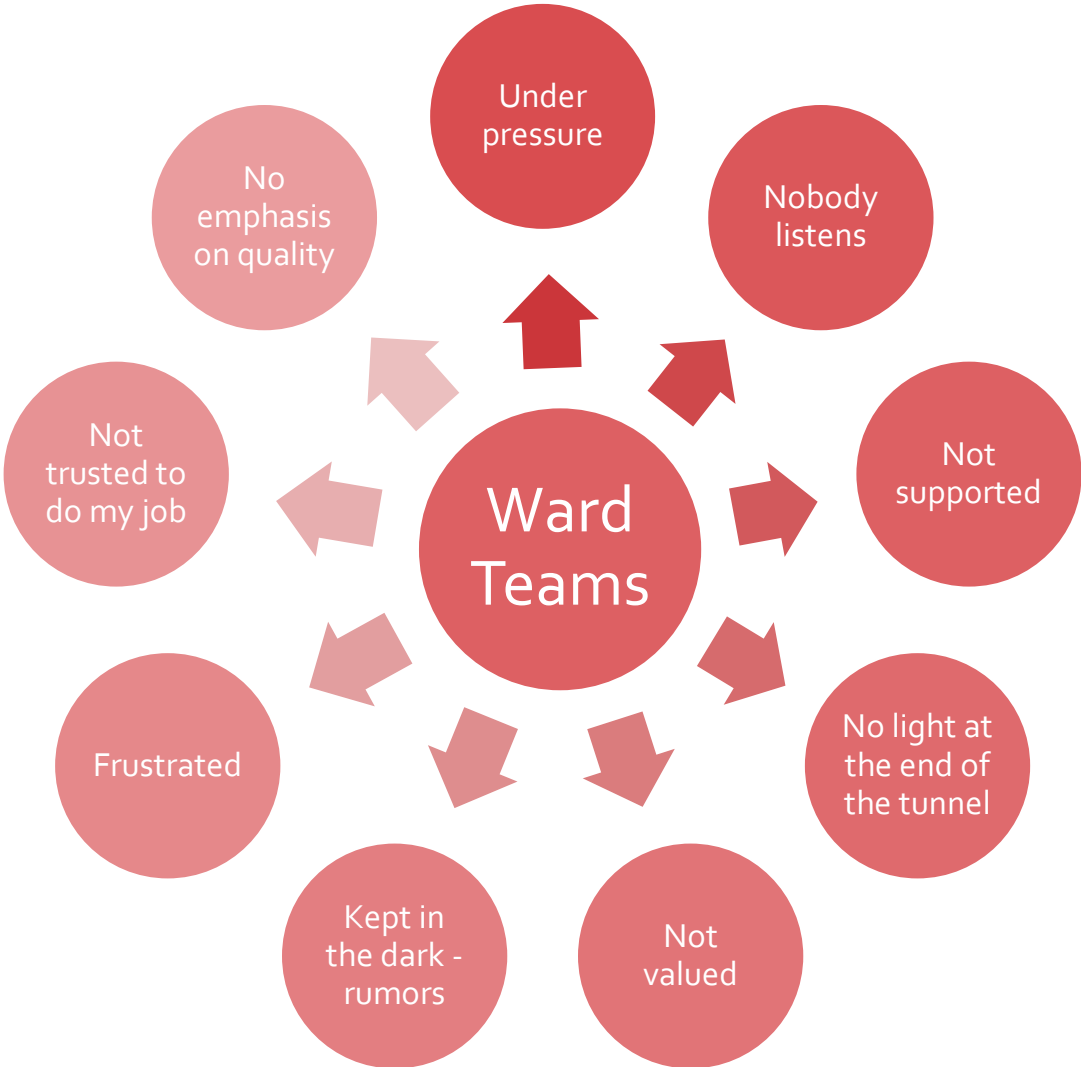 Under
pressure
Nobody
listens
Not
supported
No light at
the end of
the tunnel
Not
valued
Kept in
the dark -
rumors
Frustrated
Not
trusted to
do my job
No
emphasis
on quality
Ward
Teams